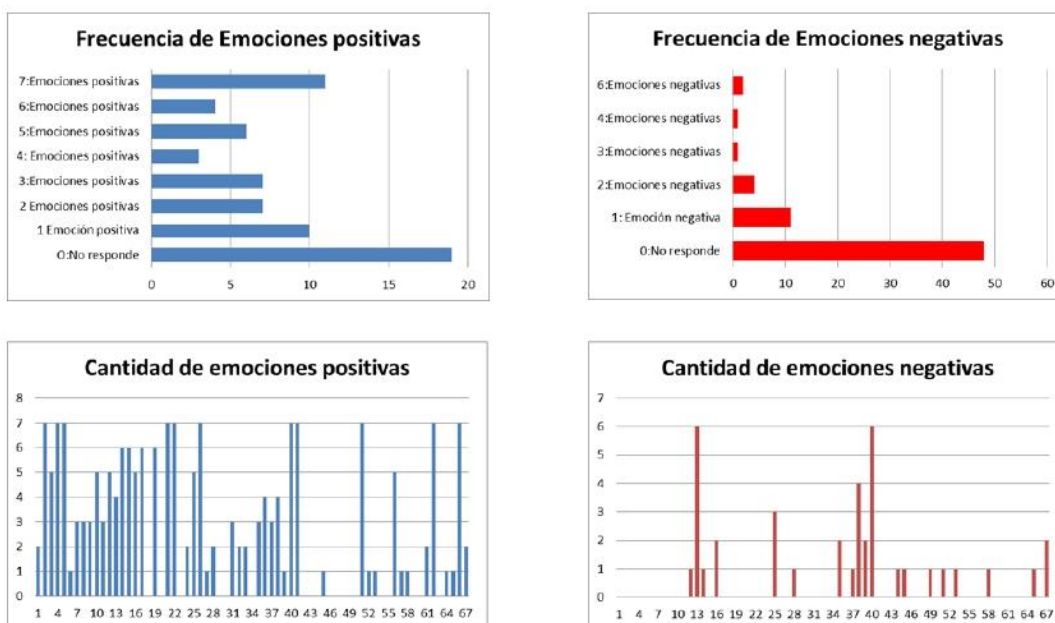 Frecuencia de Emociones positivas
7:Emociones positivas
6:Emociones positivas
5:Emociones positivas
4: Emociones positivas
3:Emociones positivas
2 Emociones positivas
1 Emoción positiva
0:No responde
0 5 10 15 20
Frecuencia de Emociones negativas
6:Emociones negativas
4:Emociones negativas
3:Emociones negativas
2:Emociones negativas
1: Emoción negativa
0:No responde
0 10 20 30 40 50 60
Cantidad de emociones positivas
8
7
6
5
4
3
2
1
0
1 4 7 10 13 16 19 22 25 28 31 34 37 40 43 46 49 52 55 58 61 64 67
Cantidad de emociones negativas
7
6
5
4
3
2
1
0
1 4 7 10 13 16 19 22 25 28 31 34 37 40 43 46 49 52 55 58 61 64 67